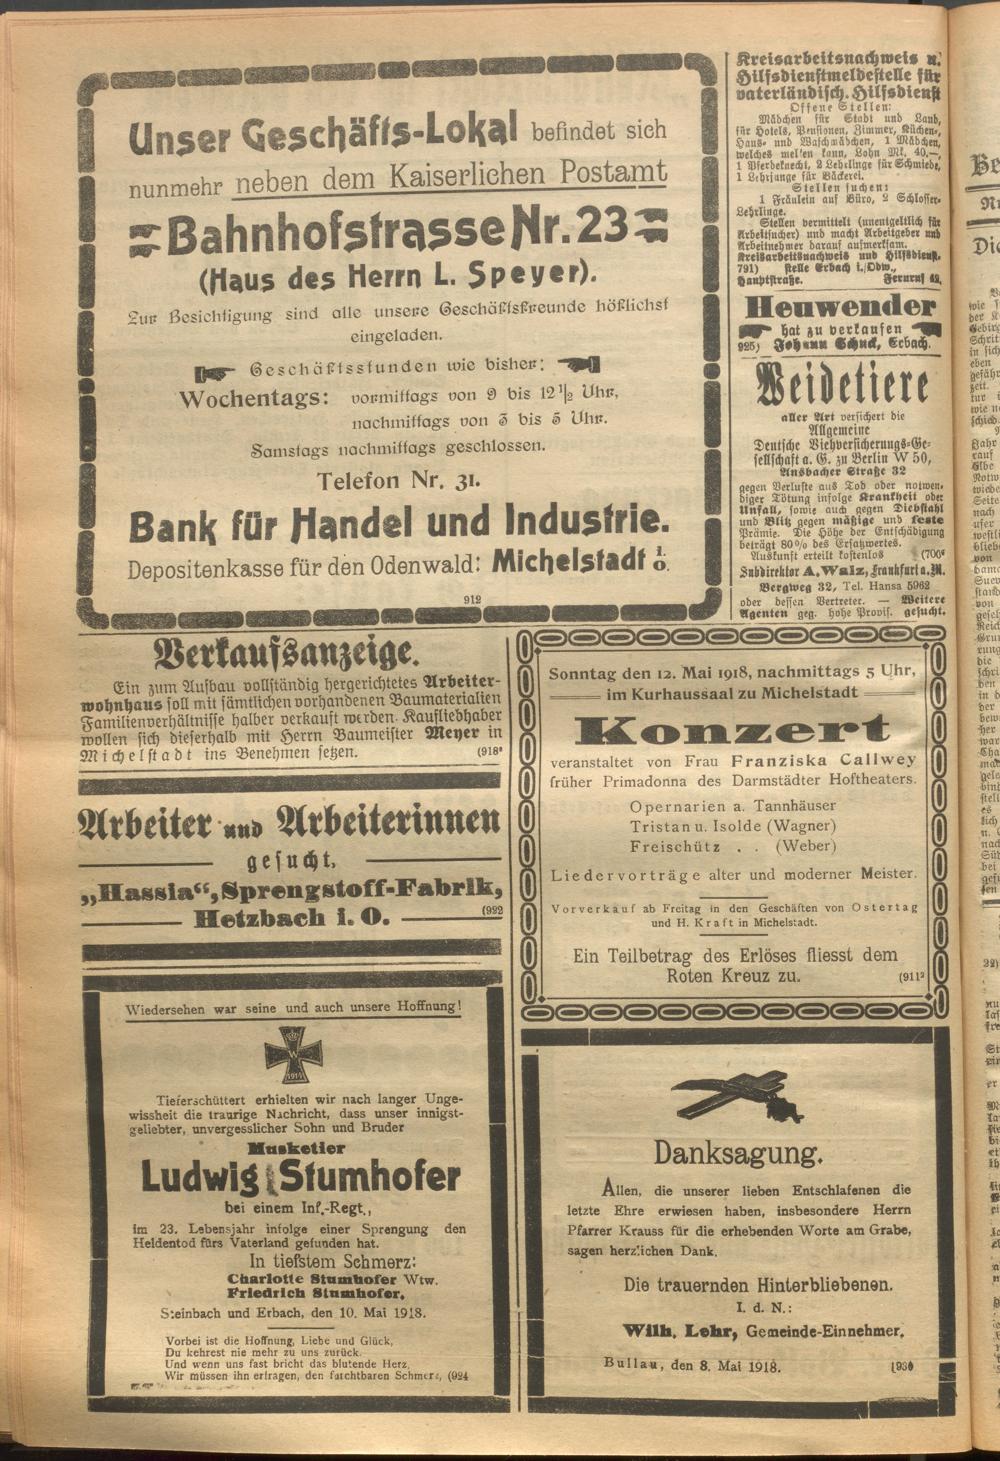 Unser Geschäfts-Lokal befindet sich
nunmehr neben dem Kaiserlichen Postamt
Bahnhofstrasse Nr. 23
(Haus des Herrn L. Speyer).
Zur Besichtigung sind alle unsere Geschäftsfreunde höflichst
eingeladen.
Geschäftsstunden wie bisher:
Wochentags: vormittags von 9 bis 12 1/2 Uhr,
nachmittags von 3 bis 5 Uhr.
Samstags nachmittags geschlossen.
Telefon Nr. 31.
Bank für Handel und Industrie.
Depositenkasse für den Odenwald: Michelstadt i. O.
912
Kreisarbeitsnachweis u.
Hilfsdienstmeldestelle für
vaterländisch. Hilfsdienst
Offene Stellen:
Mädchen für Stadt und Land,
für Hotels, Pensionen, Zimmer, Küchen-,
Haus- und Waschmädchen, 1 Mädchen,
welches melken kann, Lohn Mk. 40.—,
1 Pferdeknecht, 2 Lehrlinge für Schmiede,
1 Lehrjunge für Bäckerei.
Stellen suchen:
1 Fräulein auf Büro, 2 Schlosser-
Lehrlinge.
Stellen vermittelt (unentgeltlich für
Arbeitsucher) und macht Arbeitgeber und
Arbeitnehmer darauf aufmerksam.
Kreisarbeitsnachweis und Hilfsdienst-
791) stelle Erbach i./Odw.,
Hauptstraße. Fernruf 42.
Heuwender
hat zu verkaufen
925) Johann Schuck, Erbach.
Weidetiere
aller Art versichert die
Allgemeine
Deutsche Viehversicherungs-Ge-
sellschaft a. G. zu Berlin W 50,
Ansbacher Straße 32
gegen Verluste aus Tod oder notwen-
diger Tötung infolge Krankheit oder
Unfall, sowie auch gegen Diebstahl
und Blitz gegen mäßige und feste
Prämie. Die Höhe der Entschädigung
beträgt 80% des Ersatzwertes.
Auskunft erteilt kostenlos (706
Subdirektor A. Walz, Frankfurt a. M.
Bergweg 32, Tel. Hansa 5962
oder dessen Vertreter. — Weitere
Agenten geg. hohe Provis. gesucht.
Verkaufsanzeige.
Ein zum Aufbau vollständig hergerichtetes Arbeiter-
wohnhaus soll mit sämtlichen vorhandenen Baumaterialien
Familienverhältnisse halber verkauft werden. Kaufliebhaber
wollen sich dieserhalb mit Herrn Baumeister Meyer in
Michelstadt ins Benehmen setzen. (918
Arbeiter und Arbeiterinnen
gesucht.
„Hassia“, Sprengstoff-Fabrik,
Hetzbach i. O. (922
Sonntag den 12. Mai 1918, nachmittags 5 Uhr,
im Kurhaussaal zu Michelstadt
Konzert
veranstaltet von Frau Franziska Callwey
früher Primadonna des Darmstädter Hoftheaters.
Opernarien a. Tannhäuser
Tristan u. Isolde (Wagner)
Freischütz . . (Weber)
Liedervorträge alter und moderner Meister.
Vorverkauf ab Freitag in den Geschäften von Ostertag
und H. Kraft in Michelstadt.
Ein Teilbetrag des Erlöses fliesst dem
Roten Kreuz zu. (911²
Wiedersehen war seine und auch unsere Hoffnung!
W
1914
Tieferschüttert erhielten wir nach langer Unge-
wissheit die traurige Nachricht, dass unser innigst-
geliebter, unvergesslicher Sohn und Bruder
Musketier
Ludwig Stumhofer
bei einem Inf.-Regt.,
im 23. Lebensjahr infolge einer Sprengung den
Heldentod fürs Vaterland gefunden hat.
In tiefstem Schmerz:
Charlotte Stumhofer Wtw.
Friedrich Stumhofer.
Steinbach und Erbach, den 10. Mai 1918.
Vorbei ist die Hoffnung, Liebe und Glück,
Du kehrest nie mehr zu uns zurück.
Und wenn uns fast bricht das blutende Herz,
Wir müssen ihn ertragen, den furchtbaren Schmerz, (924
Danksagung.
Allen, die unserer lieben Entschlafenen die
letzte Ehre erwiesen haben, insbesondere Herrn
Pfarrer Krauss für die erhebenden Worte am Grabe,
sagen herzlichen Dank.
Die trauernden Hinterbliebenen.
I. d. N.:
Wilh. Lohr, Gemeinde-Einnehmer.
Bullau, den 8. Mai 1918. (930